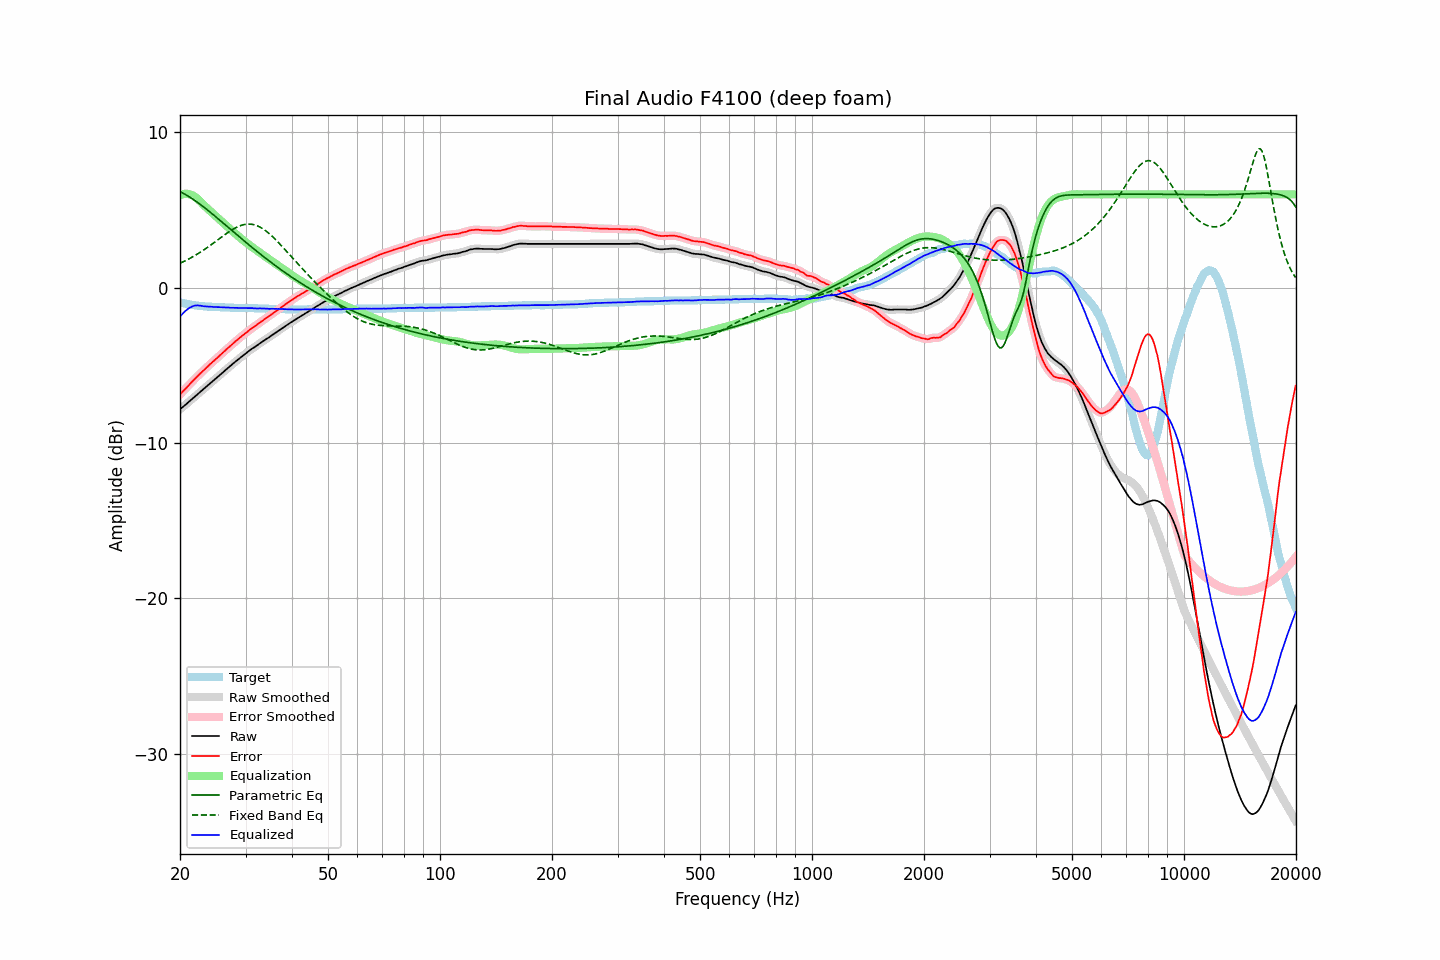 Final Audio F4100 (deep foam)
10
0
−10
−20
−30
Amplitude (dBr)
Target
Raw Smoothed
Error Smoothed
Raw
Error
Equalization
Parametric Eq
Fixed Band Eq
Equalized
20 50 100 200 500 1000 2000 5000 10000 20000
Frequency (Hz)